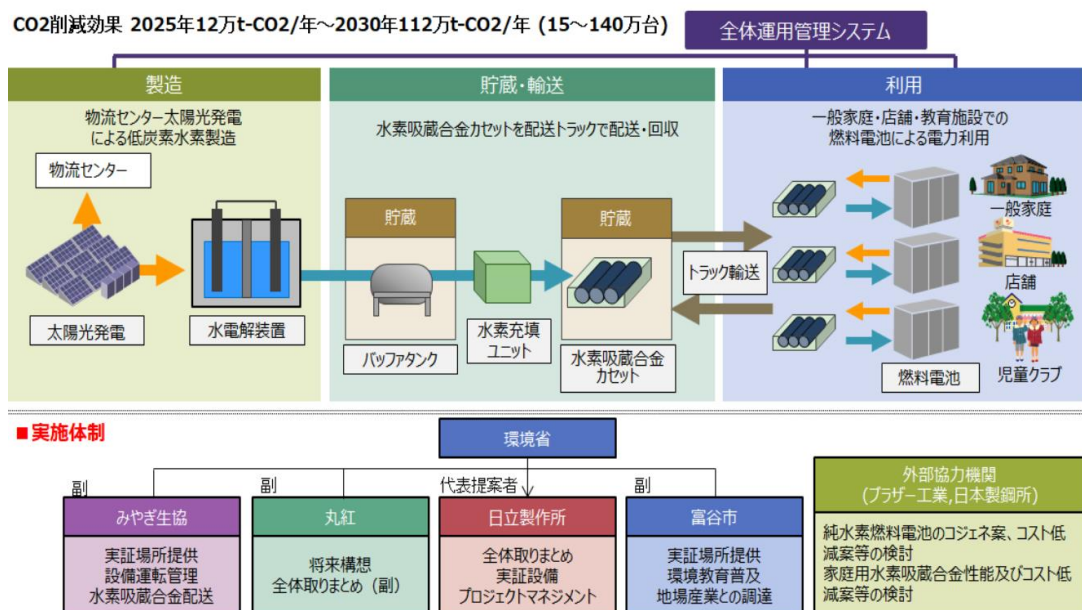 CO2削減効果 2025年12万t-CO2/年～2030年112万t-CO2/年 (15～140万台)
全体運用管理システム
製造
物流センター太陽光発電
による低炭素水素製造
物流センター
太陽光発電
水電解装置
貯蔵・輸送
水素吸蔵合金カセットを配送トラックで配送・回収
貯蔵
バッファタンク
水素充填
ユニット
貯蔵
水素吸蔵合金
カセット
トラック輸送
利用
一般家庭・店舗・教育施設での
燃料電池による電力利用
一般家庭
店舗
児童クラブ
燃料電池
■実施体制
環境省
副
みやぎ生協
実証場所提供
設備運転管理
水素吸蔵合金配送
副
丸紅
将来構想
全体取りまとめ（副）
代表提案者
日立製作所
全体取りまとめ
実証設備
プロジェクトマネジメント
副
富谷市
実証場所提供
環境教育普及
地場産業との調達
外部協力機関
(ブラザー工業,日本製鋼所)
純水素燃料電池のコジェネ案、コスト低
減案等の検討
家庭用水素吸蔵合金性能及びコスト低
減案等の検討